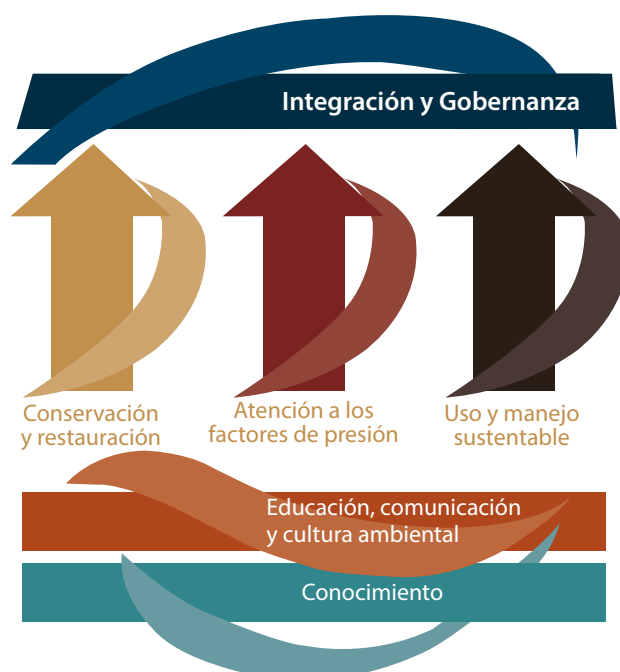 Integración y Gobernanza
Conservación
y restauración
Atención a los
factores de presión
Uso y manejo
sustentable
Educación, comunicación
y cultura ambiental
Conocimiento